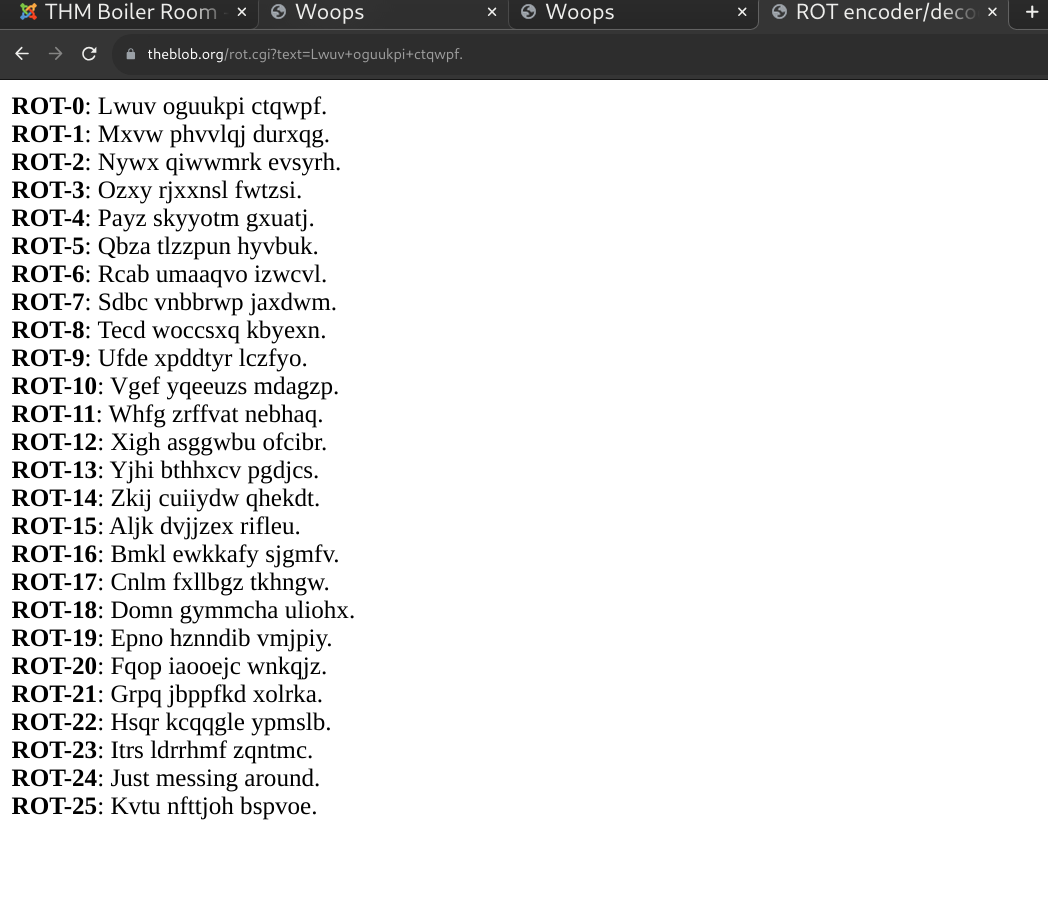 THM Boiler Room - × Woops × Woops × ROT encoder/deco × +
theblob.org/rot.cgi?text=Lwuv+oguukpi+ctqwpf.
ROT-0: Lwuv oguukpi ctqwpf.
ROT-1: Mxvw phvvlqj durxqg.
ROT-2: Nywx qiwwmrk evsyrh.
ROT-3: Ozxy rjxxnsl fwtzsi.
ROT-4: Payz skyyotm gxuatj.
ROT-5: Qbza tlzzpun hyvbuk.
ROT-6: Rcab umaaqvo izwcvl.
ROT-7: Sdbc vnbbrwp jaxdwm.
ROT-8: Tecd woccsxq kbyexn.
ROT-9: Ufde xpddtyr lczfyo.
ROT-10: Vgef yqeeuzs mdagzp.
ROT-11: Whfg zrffvat nebhaq.
ROT-12: Xigh asggwbu ofcibr.
ROT-13: Yjhi bthhxcv pgdjcs.
ROT-14: Zkij cuiiydw qhekdt.
ROT-15: Aljk dvjjzex rifleu.
ROT-16: Bmkl ewkkafy sjgmfv.
ROT-17: Cnlm fxllbgz tkhngw.
ROT-18: Domn gymmcha uliohx.
ROT-19: Epno hznndib vmjpiy.
ROT-20: Fqop iaooejc wnkqjz.
ROT-21: Grpq jbppfkd xolrka.
ROT-22: Hsqr kcqqgle ypmslb.
ROT-23: Itrs ldrrhmf zqntmc.
ROT-24: Just messing around.
ROT-25: Kvtu nfttjoh bspvoe.